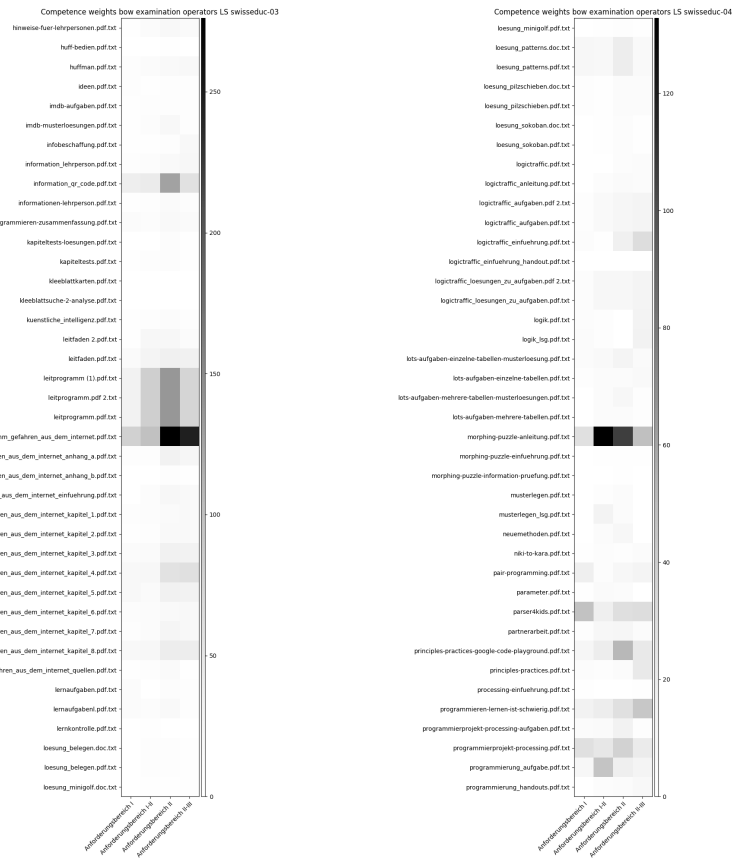 Competence weights bow examination operators LS swisseduc-03
hinweise-fuer-lehrpersonen.pdf.txt
huff-bedien.pdf.txt
huffman.pdf.txt
ideen.pdf.txt
imdb-aufgaben.pdf.txt
imdb-musterloesungen.pdf.txt
infobeschaffung.pdf.txt
information_lehrperson.pdf.txt
information_qr_code.pdf.txt
informationen-lehrperson.pdf.txt
grammieren-zusammenfassung.pdf.txt
kapiteltests-loesungen.pdf.txt
kapiteltests.pdf.txt
kleeblattkarten.pdf.txt
kleeblattsuche-2-analyse.pdf.txt
kuenstliche_intelligenz.pdf.txt
leitfaden 2.pdf.txt
leitfaden.pdf.txt
leitprogramm (1).pdf.txt
leitprogramm.pdf 2.txt
leitprogramm.pdf.txt
m_gefahren_aus_dem_internet.pdf.txt
en_aus_dem_internet_anhang_a.pdf.txt
en_aus_dem_internet_anhang_b.pdf.txt
_aus_dem_internet_einfuehrung.pdf.txt
en_aus_dem_internet_kapitel_1.pdf.txt
en_aus_dem_internet_kapitel_2.pdf.txt
en_aus_dem_internet_kapitel_3.pdf.txt
en_aus_dem_internet_kapitel_4.pdf.txt
en_aus_dem_internet_kapitel_5.pdf.txt
en_aus_dem_internet_kapitel_6.pdf.txt
en_aus_dem_internet_kapitel_7.pdf.txt
en_aus_dem_internet_kapitel_8.pdf.txt
hren_aus_dem_internet_quellen.pdf.txt
lernaufgaben.pdf.txt
lernaufgabenl.pdf.txt
lernkontrolle.pdf.txt
loesung_belegen.doc.txt
loesung_belegen.pdf.txt
loesung_minigolf.doc.txt
Anforderungsbereich I
Anforderungsbereich I-II
Anforderungsbereich II
Anforderungsbereich II-III
250
200
150
100
50
0
Competence weights bow examination operators LS swisseduc-04
loesung_minigolf.pdf.txt
loesung_patterns.doc.txt
loesung_patterns.pdf.txt
loesung_pilzschieben.doc.txt
loesung_pilzschieben.pdf.txt
loesung_sokoban.doc.txt
loesung_sokoban.pdf.txt
logictraffic.pdf.txt
logictraffic_anleitung.pdf.txt
logictraffic_aufgaben.pdf 2.txt
logictraffic_aufgaben.pdf.txt
logictraffic_einfuehrung.pdf.txt
logictraffic_einfuehrung_handout.pdf.txt
logictraffic_loesungen_zu_aufgaben.pdf 2.txt
logictraffic_loesungen_zu_aufgaben.pdf.txt
logik.pdf.txt
logik_lsg.pdf.txt
lots-aufgaben-einzelne-tabellen-musterloesung.pdf.txt
lots-aufgaben-einzelne-tabellen.pdf.txt
lots-aufgaben-mehrere-tabellen-musterloesungen.pdf.txt
lots-aufgaben-mehrere-tabellen.pdf.txt
morphing-puzzle-anleitung.pdf.txt
morphing-puzzle-einfuehrung.pdf.txt
morphing-puzzle-information-pruefung.pdf.txt
musterlegen.pdf.txt
musterlegen_lsg.pdf.txt
neuemethoden.pdf.txt
niki-to-kara.pdf.txt
pair-programming.pdf.txt
parameter.pdf.txt
parser4kids.pdf.txt
partnerarbeit.pdf.txt
principles-practices-google-code-playground.pdf.txt
principles-practices.pdf.txt
processing-einfuehrung.pdf.txt
programmieren-lernen-ist-schwierig.pdf.txt
programmierprojekt-processing-aufgaben.pdf.txt
programmierprojekt-processing.pdf.txt
programmierung_aufgabe.pdf.txt
programmierung_handouts.pdf.txt
Anforderungsbereich I
Anforderungsbereich I-II
Anforderungsbereich II
Anforderungsbereich II-III
120
100
80
60
40
20
0